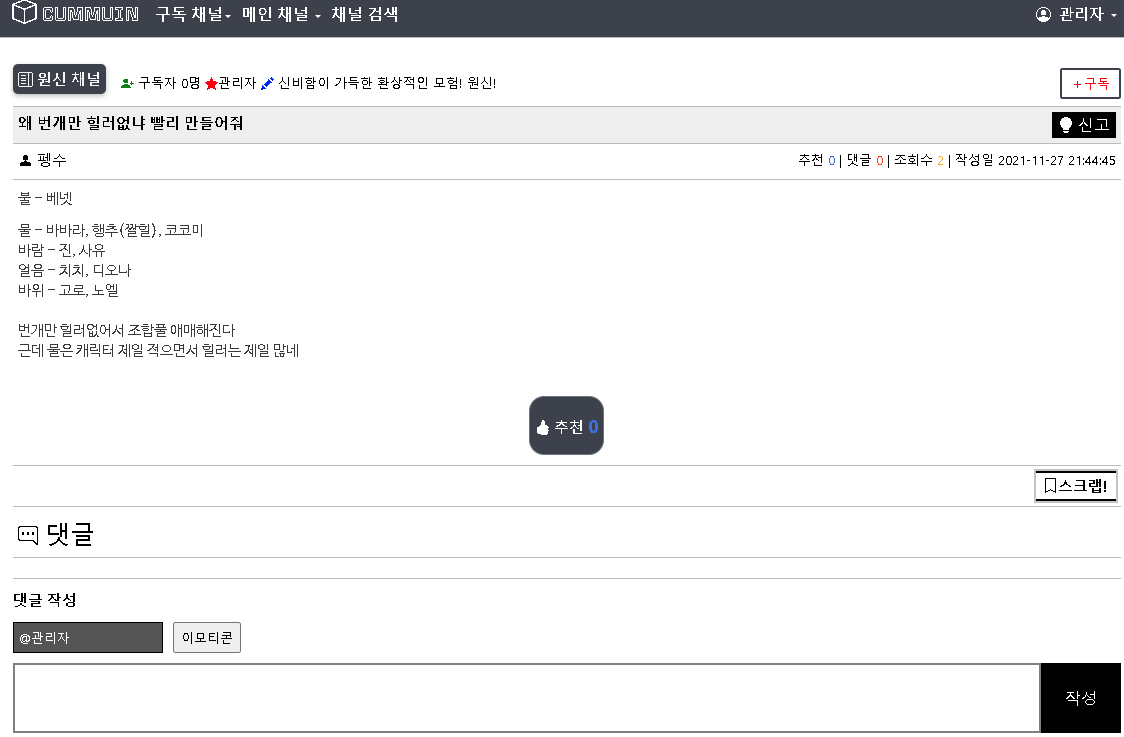 CUMMUIN 구독 채널 메인 채널 채널 검색 관리자
원신 채널 구독자 0명 관리자 신비함이 가득한 환상적인 모험! 원신! +구독
왜 번개만 힐러없냐 빨리 만들어줘 신고
펭수 추천 0 | 댓글 0 | 조회수 2 | 작성일 2021-11-27 21:44:45
불 - 베넷
물 - 바바라, 행추(짤힐), 코코미
바람 - 진, 사유
얼음 - 치치, 디오나
바위 - 고로, 노엘
번개만 힐러없어서 조합풀 애매해진다
근데 물은 캐릭터 제일 적으면서 힐러는 제일 많네
추천 0
스크랩!
댓글
댓글 작성
@관리자 이모티콘
작성